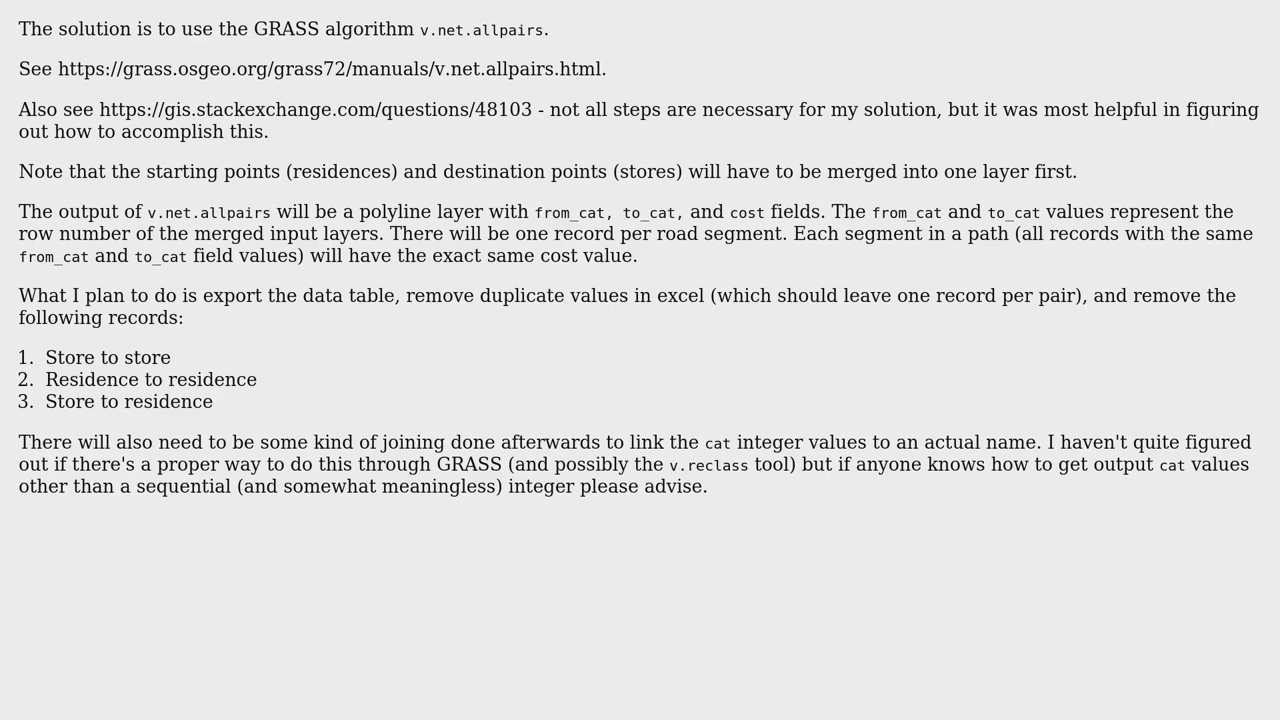 The solution is to use the GRASS algorithm v.net.allpairs.
See https://grass.osgeo.org/grass72/manuals/v.net.allpairs.html.
Also see https://gis.stackexchange.com/questions/48103 - not all steps are necessary for my solution, but it was most helpful in figuring
out how to accomplish this.
Note that the starting points (residences) and destination points (stores) will have to be merged into one layer first.
The output of v.net.allpairs will be a polyline layer with from_cat, to_cat, and cost fields. The from_cat and to_cat values represent the
row number of the merged input layers. There will be one record per road segment. Each segment in a path (all records with the same
from_cat and to_cat field values) will have the exact same cost value.
What I plan to do is export the data table, remove duplicate values in excel (which should leave one record per pair), and remove the
following records:
1. Store to store
2. Residence to residence
3. Store to residence
There will also need to be some kind of joining done afterwards to link the cat integer values to an actual name. I haven't quite figured
out if there's a proper way to do this through GRASS (and possibly the v.reclass tool) but if anyone knows how to get output cat values
other than a sequential (and somewhat meaningless) integer please advise.